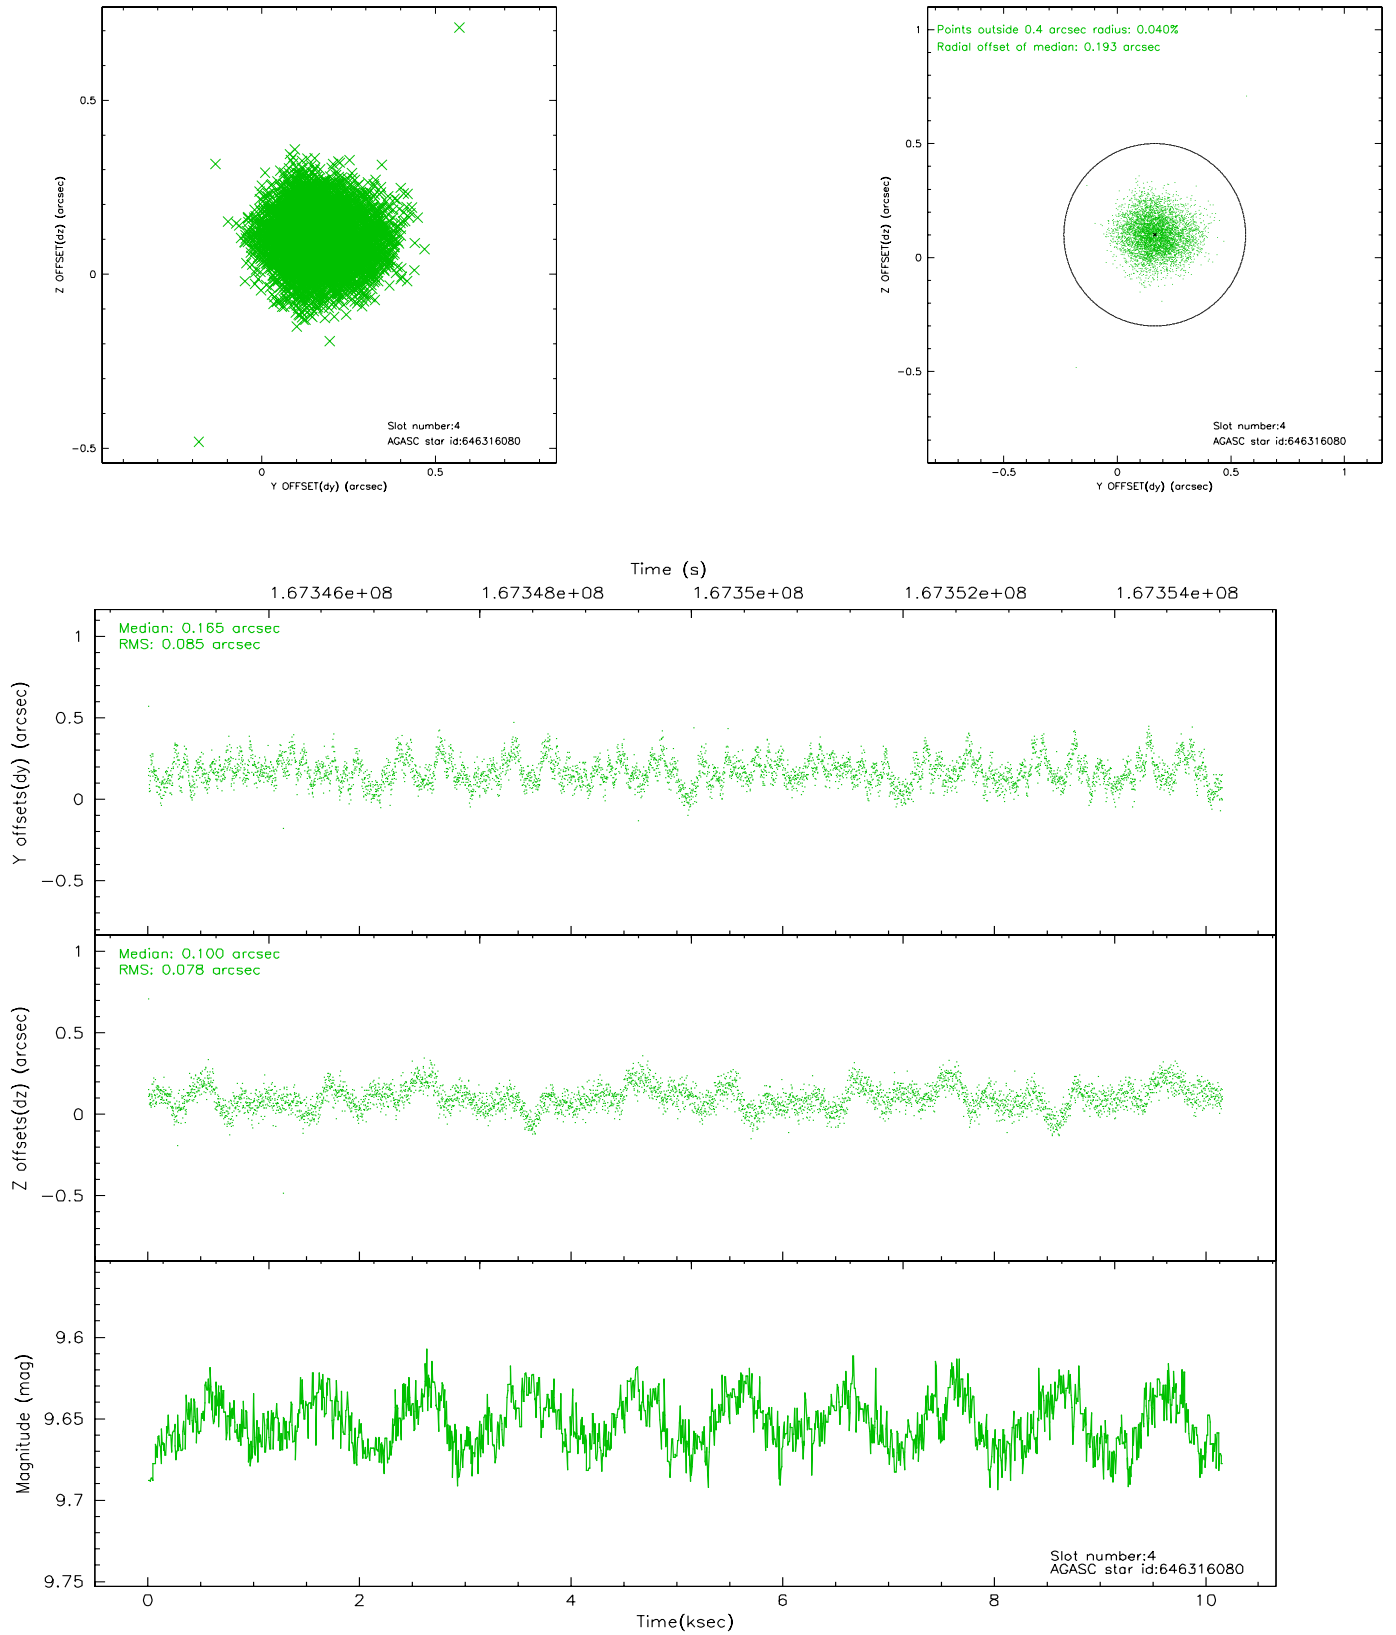 0.5
0
−0.5
Z OFFSET(dz) (arcsec)
Slot number:4
AGASC star id:646316080
0
0.5
Y OFFSET(dy) (arcsec)
Points outside 0.4 arcsec radius: 0.040%
Radial offset of median: 0.193 arcsec
1
0.5
0
−0.5
Z OFFSET(dz) (arcsec)
Slot number:4
AGASC star id:646316080
−0.5
0
0.5
1
Y OFFSET(dy) (arcsec)
Time (s)
1.67346e+08
1.67348e+08
1.6735e+08
1.67352e+08
1.67354e+08
Median: 0.165 arcsec
RMS: 0.085 arcsec
1
0.5
0
−0.5
Y offsets(dy) (arcsec)
Median: 0.100 arcsec
RMS: 0.078 arcsec
1
0.5
0
−0.5
Z offsets(dz) (arcsec)
9.6
9.65
9.7
9.75
Magnitude (mag)
Slot number:4
AGASC star id:646316080
0
2
4
6
8
10
Time(ksec)